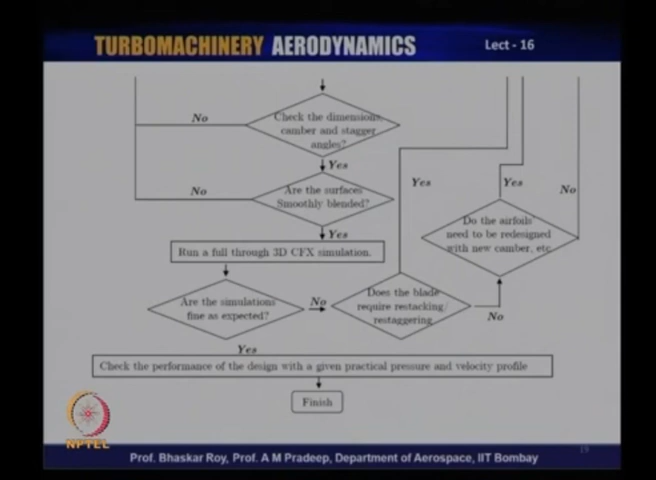 TURBOMACHINERY AERODYNAMICS
Lect - 16
Check the dimensions,
camber and stagger
angles?
No
Yes
Are the surfaces
Smoothly blended?
No
Yes
Yes
Yes
No
Do the airfoils
need to be redesigned
with new camber, etc
Run a full through 3D CFX simulation.
Are the simulations
fine as expected?
No
Does the blade
require restacking/
restaggering
No
Yes
Check the performance of the design with a given practical pressure and velocity profile
Finish
NPTEL
19
Prof. Bhaskar Roy, Prof. A M Pradeep, Department of Aerospace, IIT Bombay